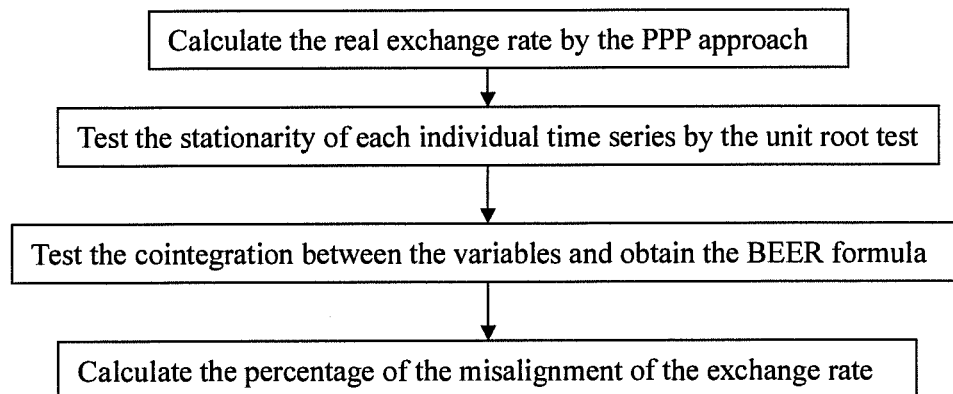 Calculate the real exchange rate by the PPP approach
Test the stationarity of each individual time series by the unit root test
Test the cointegration between the variables and obtain the BEER formula
Calculate the percentage of the misalignment of the exchange rate